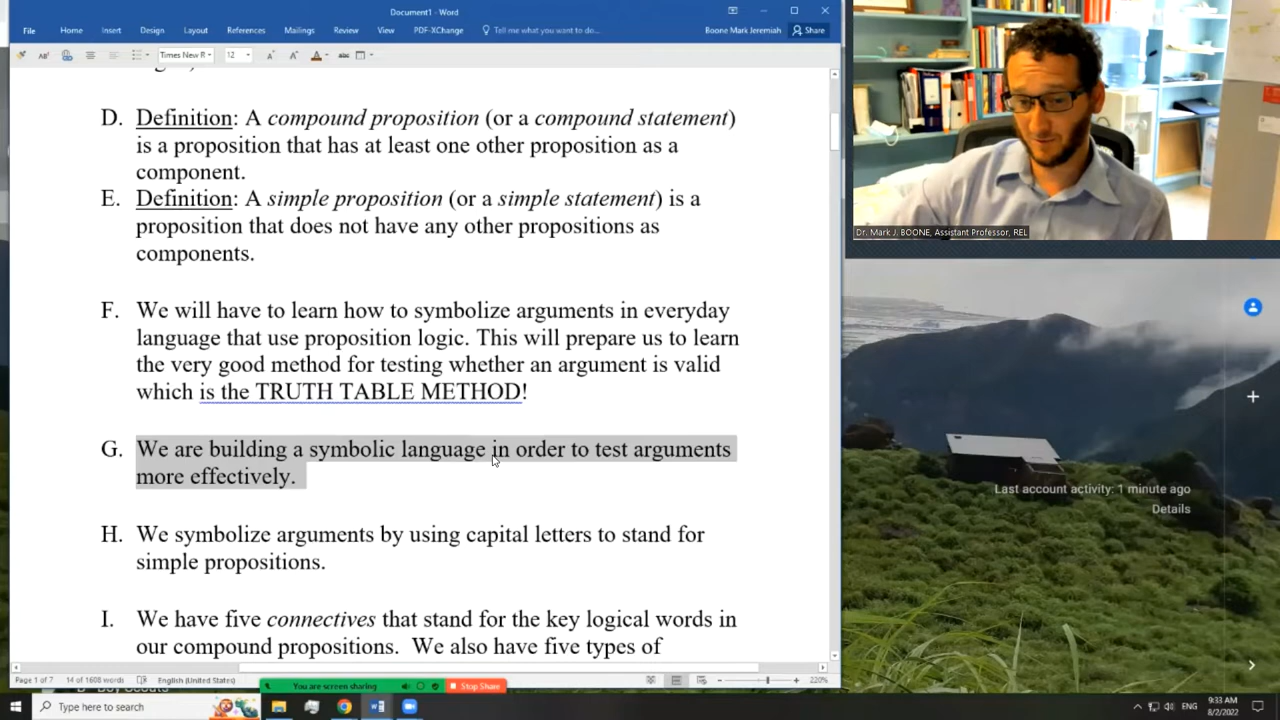 Document1 - Word
File Home Insert Design Layout References Mailings Review View PDF-XChange Tell me what you want to do... Boone Mark Jeremiah Share
Times New R 12
D. Definition: A compound proposition (or a compound statement)
is a proposition that has at least one other proposition as a
component.
E. Definition: A simple proposition (or a simple statement) is a
proposition that does not have any other propositions as
components.
F. We will have to learn how to symbolize arguments in everyday
language that use proposition logic. This will prepare us to learn
the very good method for testing whether an argument is valid
which is the TRUTH TABLE METHOD!
G. We are building a symbolic language in order to test arguments
more effectively.
H. We symbolize arguments by using capital letters to stand for
simple propositions.
I. We have five connectives that stand for the key logical words in
our compound propositions. We also have five types of
Page 1 of 7 14 of 1608 words English (United States) 220%
You are screen sharing Stop Share
Dr. Mark J. BOONE, Assistant Professor, REL
Last account activity: 1 minute ago
Details
Type here to search
ENG
9:33 AM
8/2/2022